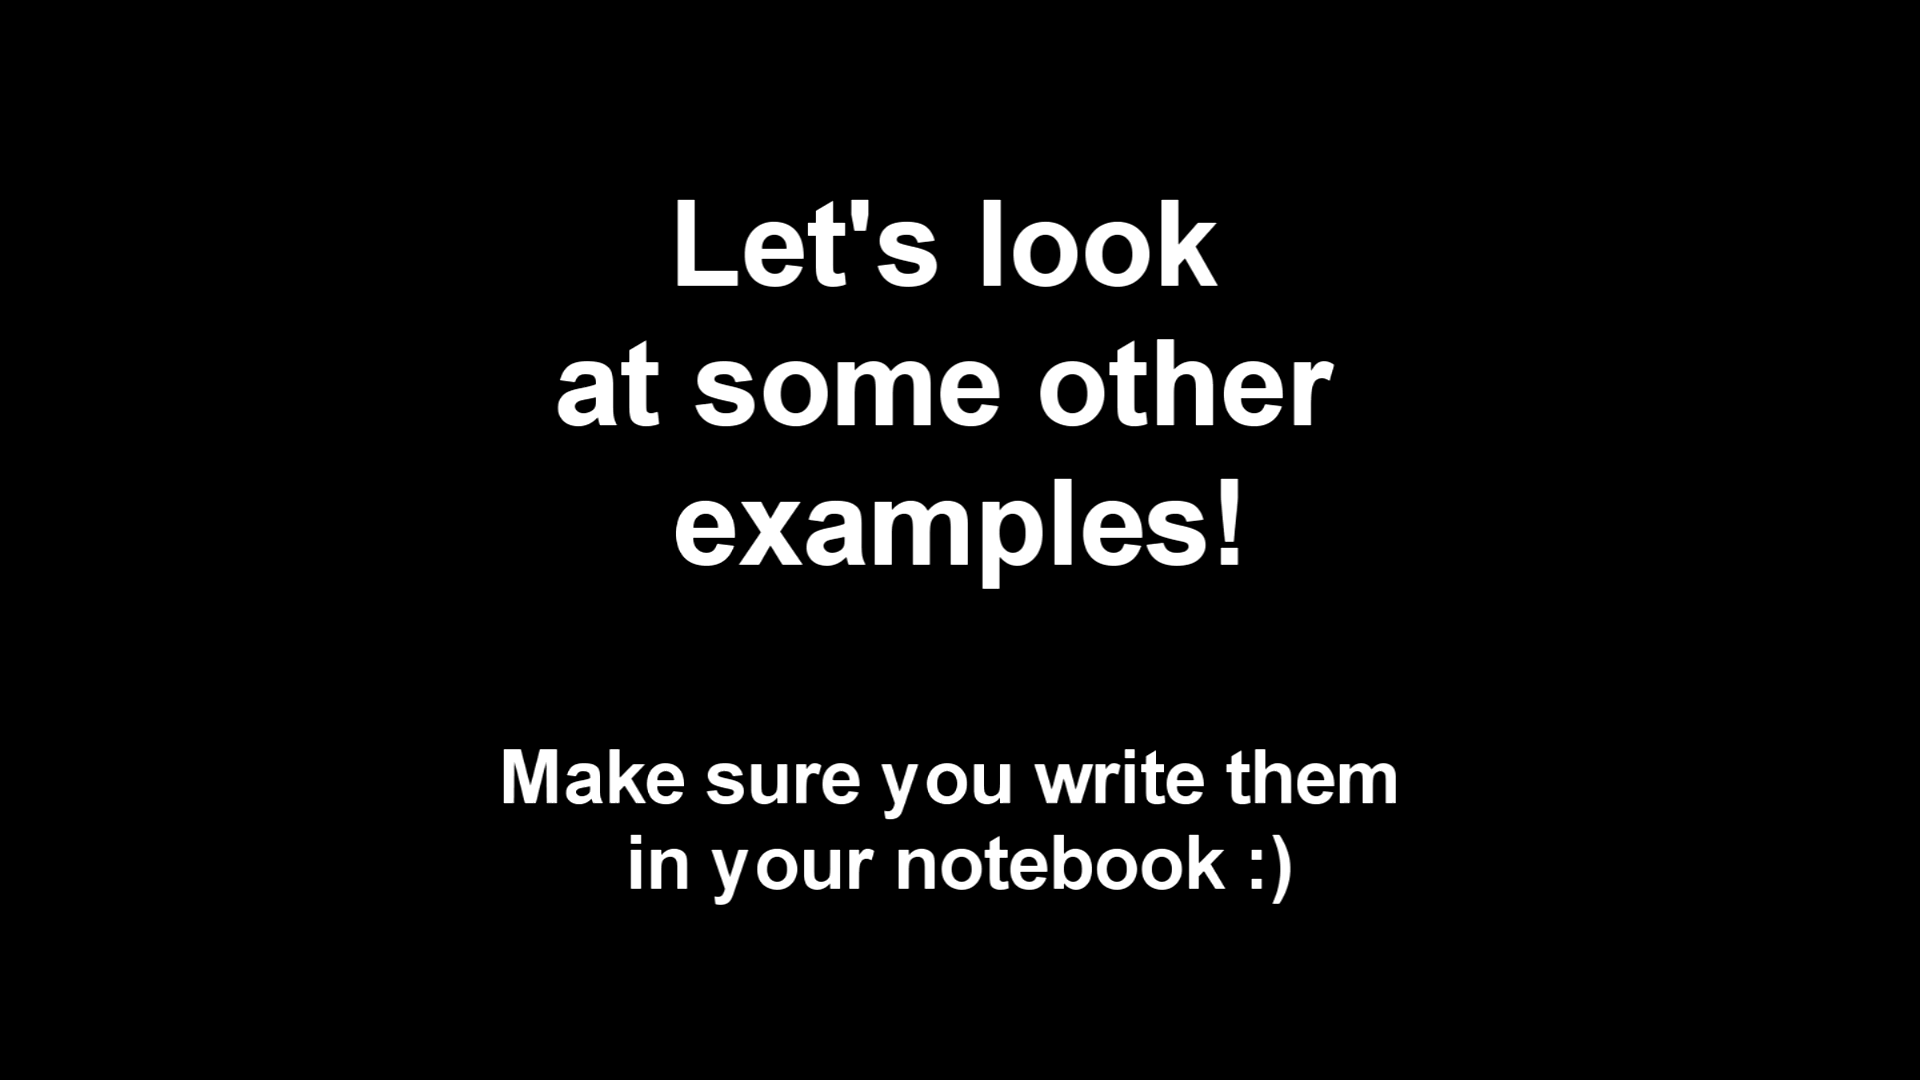 Let's look
at some other
examples!
Make sure you write them
in your notebook :)